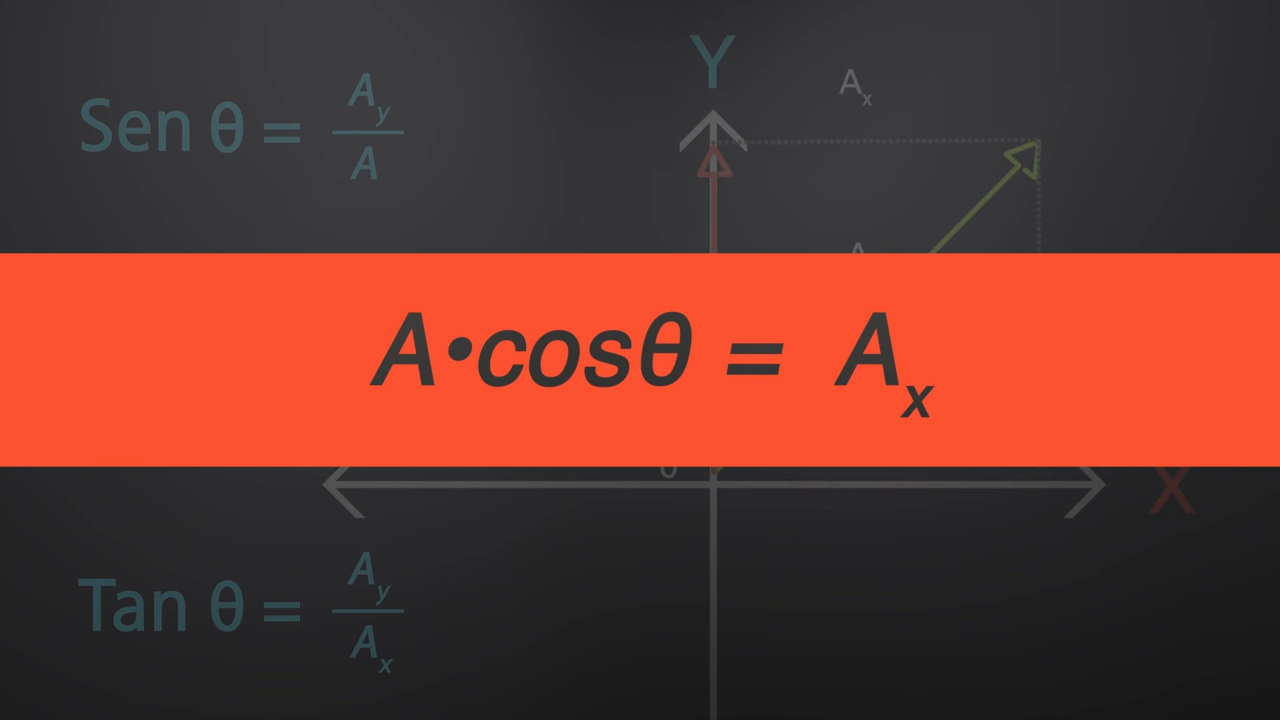 Sen θ = A_y / A
Y
A_x
A•cosθ = A_x
X
Tan θ = A_y / A_x